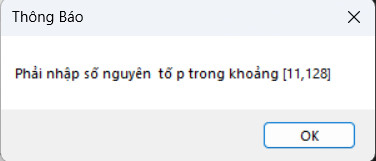 Thông Báo
Phải nhập số nguyên  tố p trong khoảng [11,128]
OK